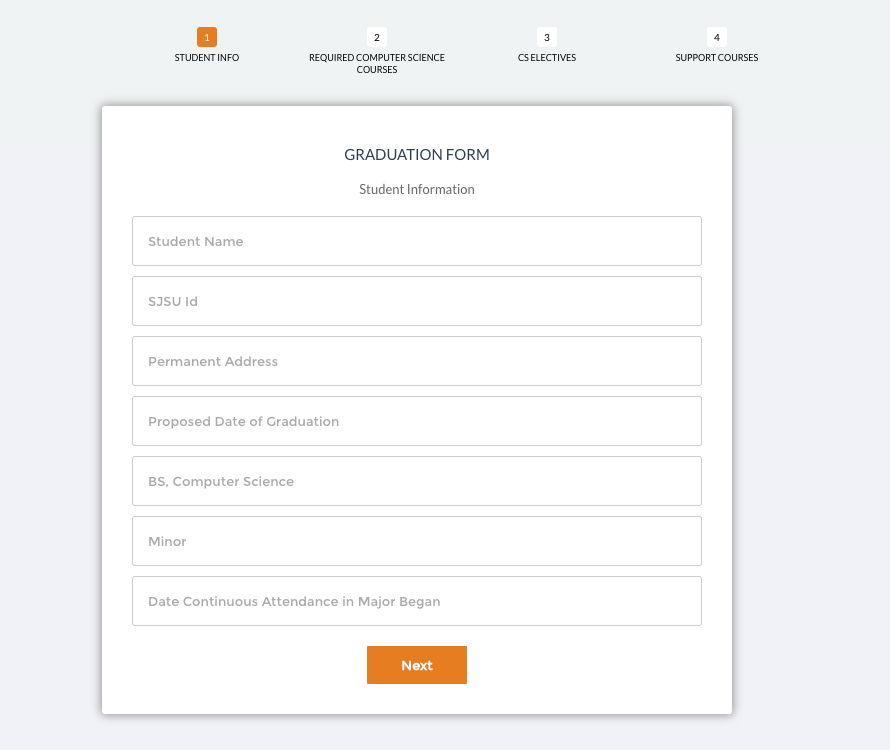 1
2
3
4
STUDENT INFO
REQUIRED COMPUTER SCIENCE
COURSES
CS ELECTIVES
SUPPORT COURSES
GRADUATION FORM
Student Information
Student Name
SJSU Id
Permanent Address
Proposed Date of Graduation
BS, Computer Science
Minor
Date Continuous Attendance in Major Began
Next